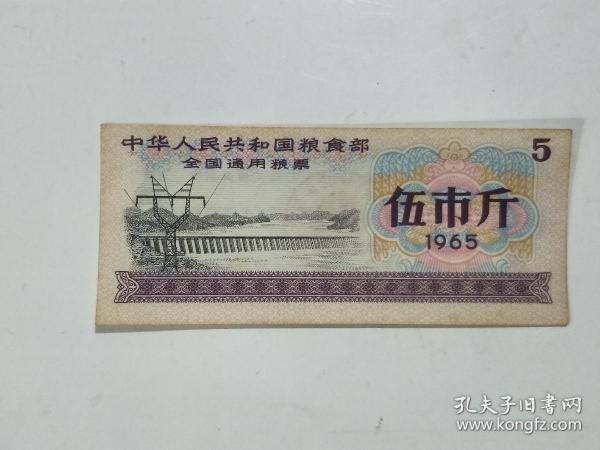 中华人民共和国粮食部
全国通用粮票
5
伍市斤
1965
孔夫子旧书网
www.kongfz.com